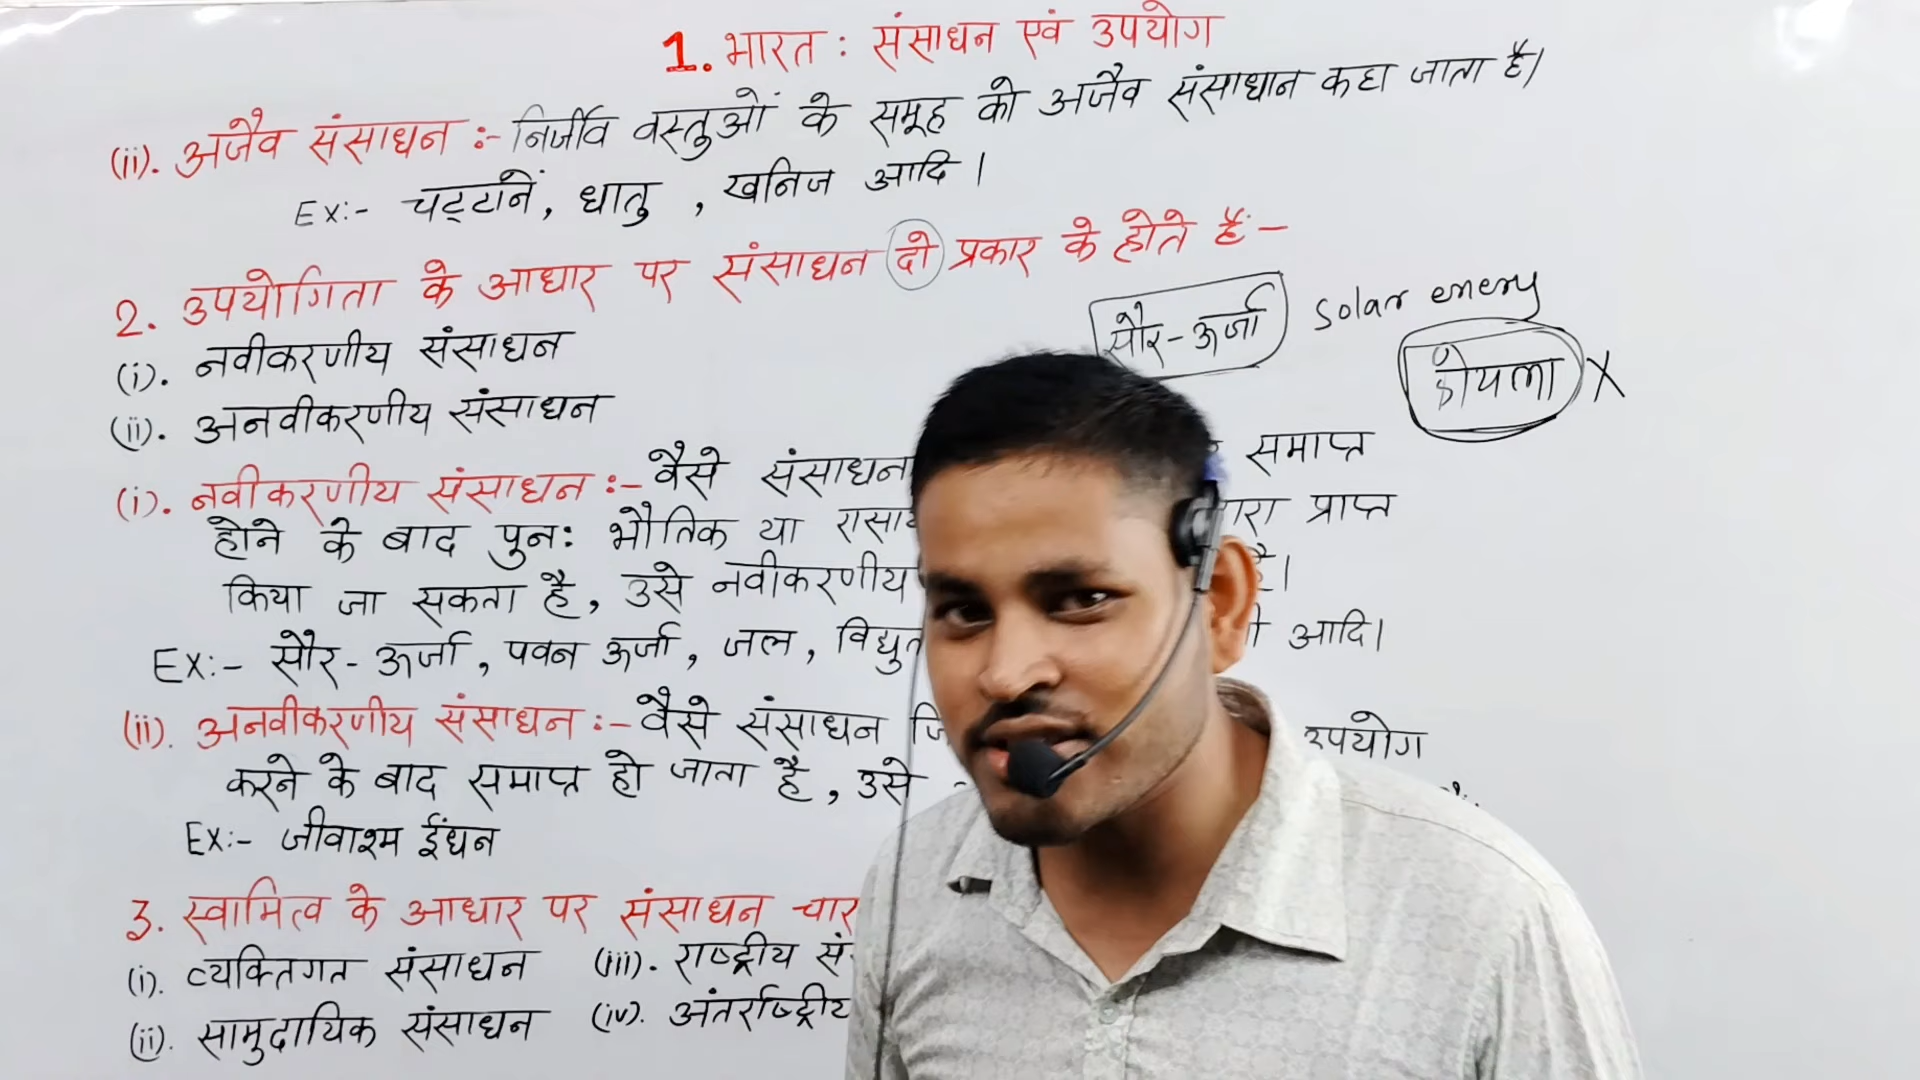 1. भारत : संसाधन एवं उपयोग
(ii). अजैव संसाधन :- निर्जीव वस्तुओं के समूह को अजैव संसाधान कहा जाता है।
Ex:- चट्टानें, धातु , खनिज आदि ।
2. उपयोगिता के आधार पर संसाधन दो प्रकार के होते हैं -
सौर-ऊर्जा solar enery
(i). नवीकरणीय संसाधन
कोयला X
(ii). अनवीकरणीय संसाधन
(i). नवीकरणीय संसाधन :- वैसे संसाधन समाप्त
होने के बाद पुनः भौतिक या प्राप्त
किया जा सकता है, उसे नवीकरणीय है।
Ex:- सौर-ऊर्जा, पवन ऊर्जा, जल, आदि।
(ii). अनवीकरणीय संसाधन :- वैसे संसाधन उपयोग
करने के बाद समाप्त हो जाता है, उसे
Ex:- जीवाश्म ईंधन
3. स्वामित्व के आधार पर संसाधन चार
(i). व्यक्तिगत संसाधन (iii). राष्ट्रीय
(ii). सामुदायिक संसाधन (iv). अंतर्राष्ट्रीय